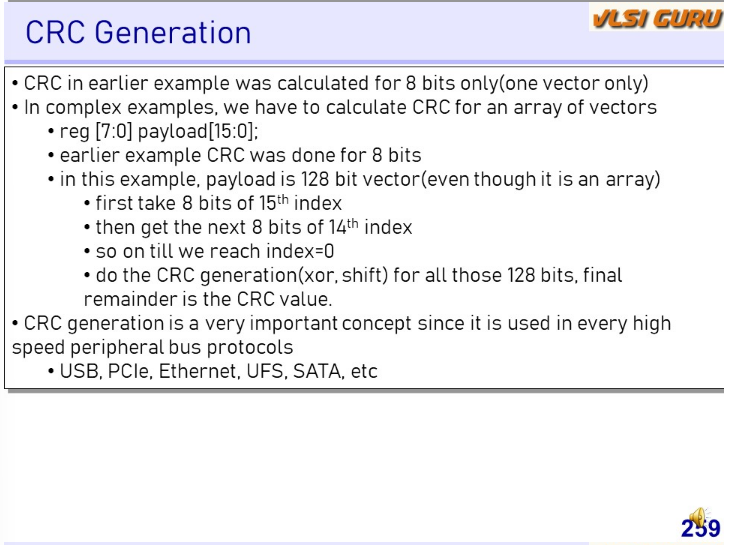 CRC Generation
VLSI GURU
• CRC in earlier example was calculated for 8 bits only(one vector only)
• In complex examples, we have to calculate CRC for an array of vectors
• reg [7:0] payload[15:0];
• earlier example CRC was done for 8 bits
• in this example, payload is 128 bit vector(even though it is an array)
• first take 8 bits of 15th index
• then get the next 8 bits of 14th index
• so on till we reach index=0
• do the CRC generation(xor, shift) for all those 128 bits, final
remainder is the CRC value.
• CRC generation is a very important concept since it is used in every high
speed peripheral bus protocols
• USB, PCIe, Ethernet, UFS, SATA, etc
259